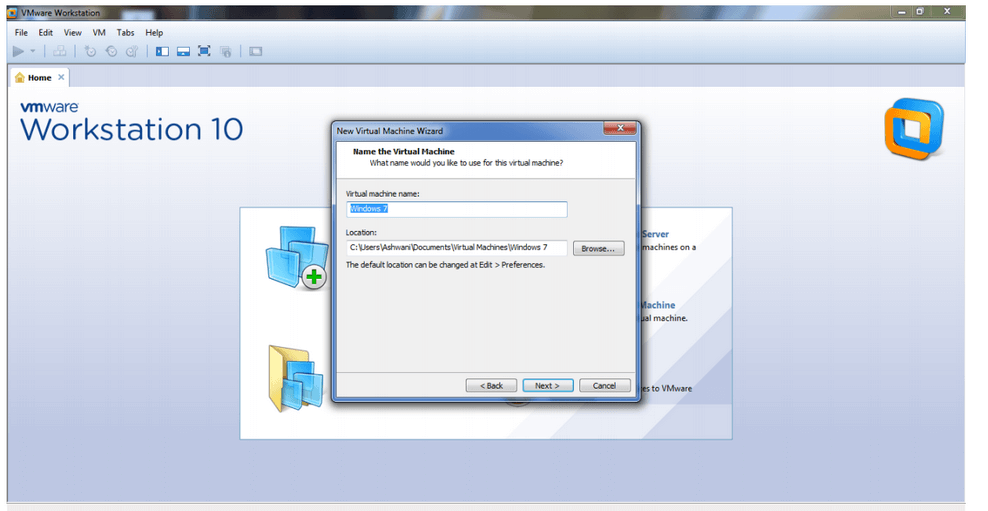 VMware Workstation
File Edit View VM Tabs Help
Home
vmware
Workstation 10
New Virtual Machine Wizard
Name the Virtual Machine
What name would you like to use for this virtual machine?
Virtual machine name:
Windows 7
Location:
C:\Users\Ashwani\Documents\Virtual Machines\Windows 7
Browse...
The default location can be changed at Edit > Preferences.
< Back Next > Cancel
Server
machines on a
Machine
ual machine.
es to VMware